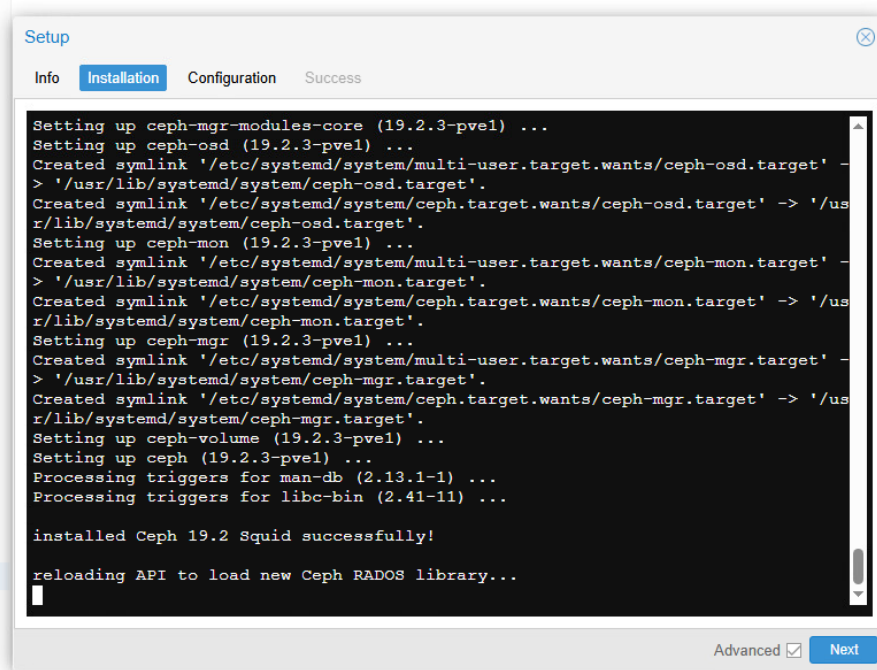 Setup
Info Installation Configuration Success
Setting up ceph-mgr-modules-core (19.2.3-pve1) ...
Setting up ceph-osd (19.2.3-pve1) ...
Created symlink '/etc/systemd/system/multi-user.target.wants/ceph-osd.target' -
> '/usr/lib/systemd/system/ceph-osd.target'.
Created symlink '/etc/systemd/system/ceph.target.wants/ceph-osd.target' -> '/us
r/lib/systemd/system/ceph-osd.target'.
Setting up ceph-mon (19.2.3-pve1) ...
Created symlink '/etc/systemd/system/multi-user.target.wants/ceph-mon.target' -
> '/usr/lib/systemd/system/ceph-mon.target'.
Created symlink '/etc/systemd/system/ceph.target.wants/ceph-mon.target' -> '/us
r/lib/systemd/system/ceph-mon.target'.
Setting up ceph-mgr (19.2.3-pve1) ...
Created symlink '/etc/systemd/system/multi-user.target.wants/ceph-mgr.target' -
> '/usr/lib/systemd/system/ceph-mgr.target'.
Created symlink '/etc/systemd/system/ceph.target.wants/ceph-mgr.target' -> '/us
r/lib/systemd/system/ceph-mgr.target'.
Setting up ceph-volume (19.2.3-pve1) ...
Setting up ceph (19.2.3-pve1) ...
Processing triggers for man-db (2.13.1-1) ...
Processing triggers for libc-bin (2.41-11) ...
installed Ceph 19.2 Squid successfully!
reloading API to load new Ceph RADOS library...
Advanced Next